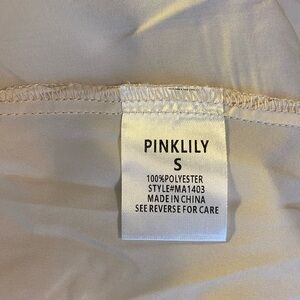 PINKLILY
S
100%POLYESTER
STYLE#MA1403
MADE IN CHINA
SEE REVERSE FOR CARE